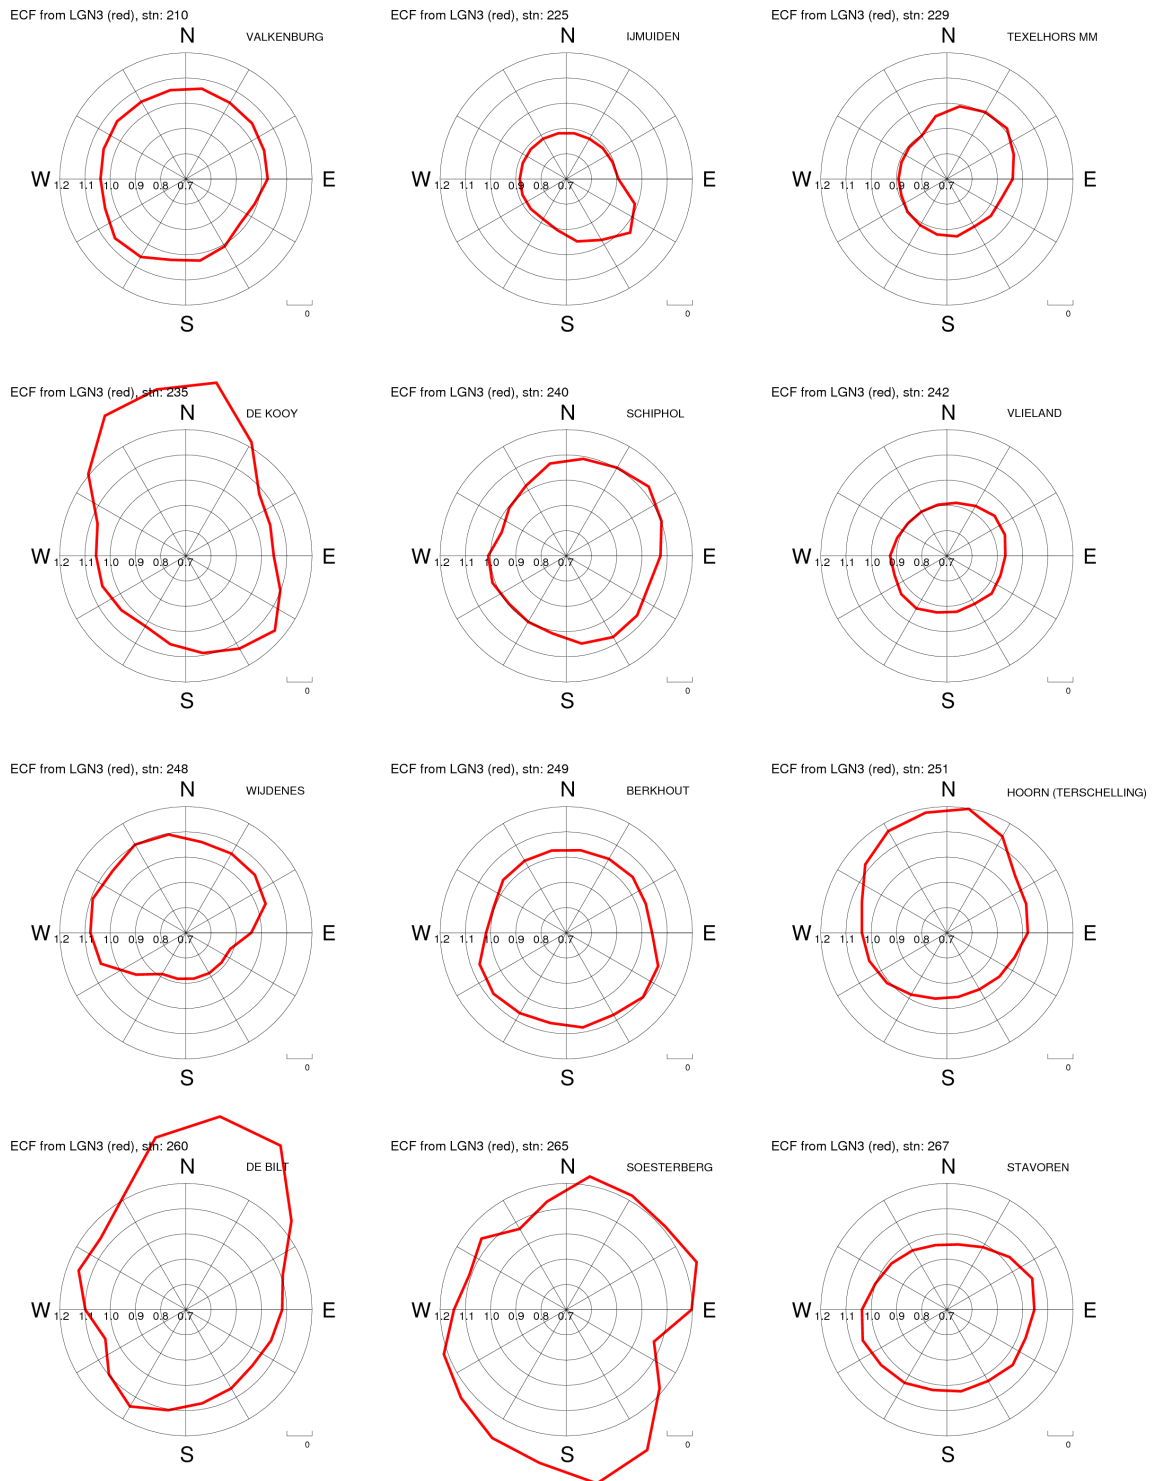 ECF from LGN3 (red), stn: 210
N VALKENBURG
W 1.2 1.1 1.0 0.9 0.8 0.7 E
0
S
ECF from LGN3 (red), stn: 225
N IJMUIDEN
W 1.2 1.1 1.0 0.9 0.8 0.7 E
0
S
ECF from LGN3 (red), stn: 229
N TEXELHORS MM
W 1.2 1.1 1.0 0.9 0.8 0.7 E
0
S
ECF from LGN3 (red), stn: 235
N DE KOOY
W 1.2 1.1 1.0 0.9 0.8 0.7 E
0
S
ECF from LGN3 (red), stn: 240
N SCHIPHOL
W 1.2 1.1 1.0 0.9 0.8 0.7 E
0
S
ECF from LGN3 (red), stn: 242
N VLIELAND
W 1.2 1.1 1.0 0.9 0.8 0.7 E
0
S
ECF from LGN3 (red), stn: 248
N WIJDENES
W 1.2 1.1 1.0 0.9 0.8 0.7 E
0
S
ECF from LGN3 (red), stn: 249
N BERKHOUT
W 1.2 1.1 1.0 0.9 0.8 0.7 E
0
S
ECF from LGN3 (red), stn: 251
N HOORN (TERSCHELLING)
W 1.2 1.1 1.0 0.9 0.8 0.7 E
0
S
ECF from LGN3 (red), stn: 260
N DE BILT
W 1.2 1.1 1.0 0.9 0.8 0.7 E
0
S
ECF from LGN3 (red), stn: 265
N SOESTERBERG
W 1.2 1.1 1.0 0.9 0.8 0.7 E
0
S
ECF from LGN3 (red), stn: 267
N STAVOREN
W 1.2 1.1 1.0 0.9 0.8 0.7 E
0
S